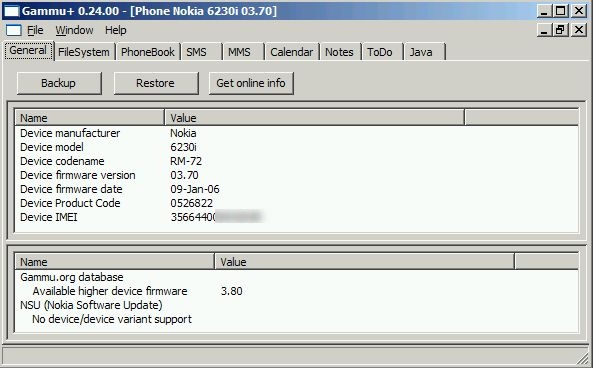 Gammu+ 0.24.00 - [Phone Nokia 6230i 03.70]
File Window Help
General FileSystem PhoneBook SMS MMS Calendar Notes ToDo Java
Backup Restore Get online info
Name Value
Device manufacturer Nokia
Device model 6230i
Device codename RM-72
Device firmware version 03.70
Device firmware date 09-Jan-06
Device Product Code 0526822
Device IMEI
Name Value
Gammu.org database
Available higher device firmware 3.80
NSU (Nokia Software Update)
No device/device variant support